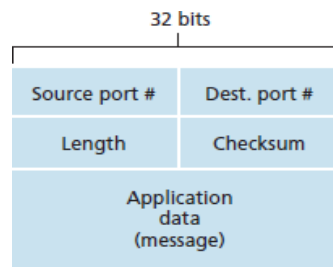 32 bits
Source port #
Dest. port #
Length
Checksum
Application
data
(message)